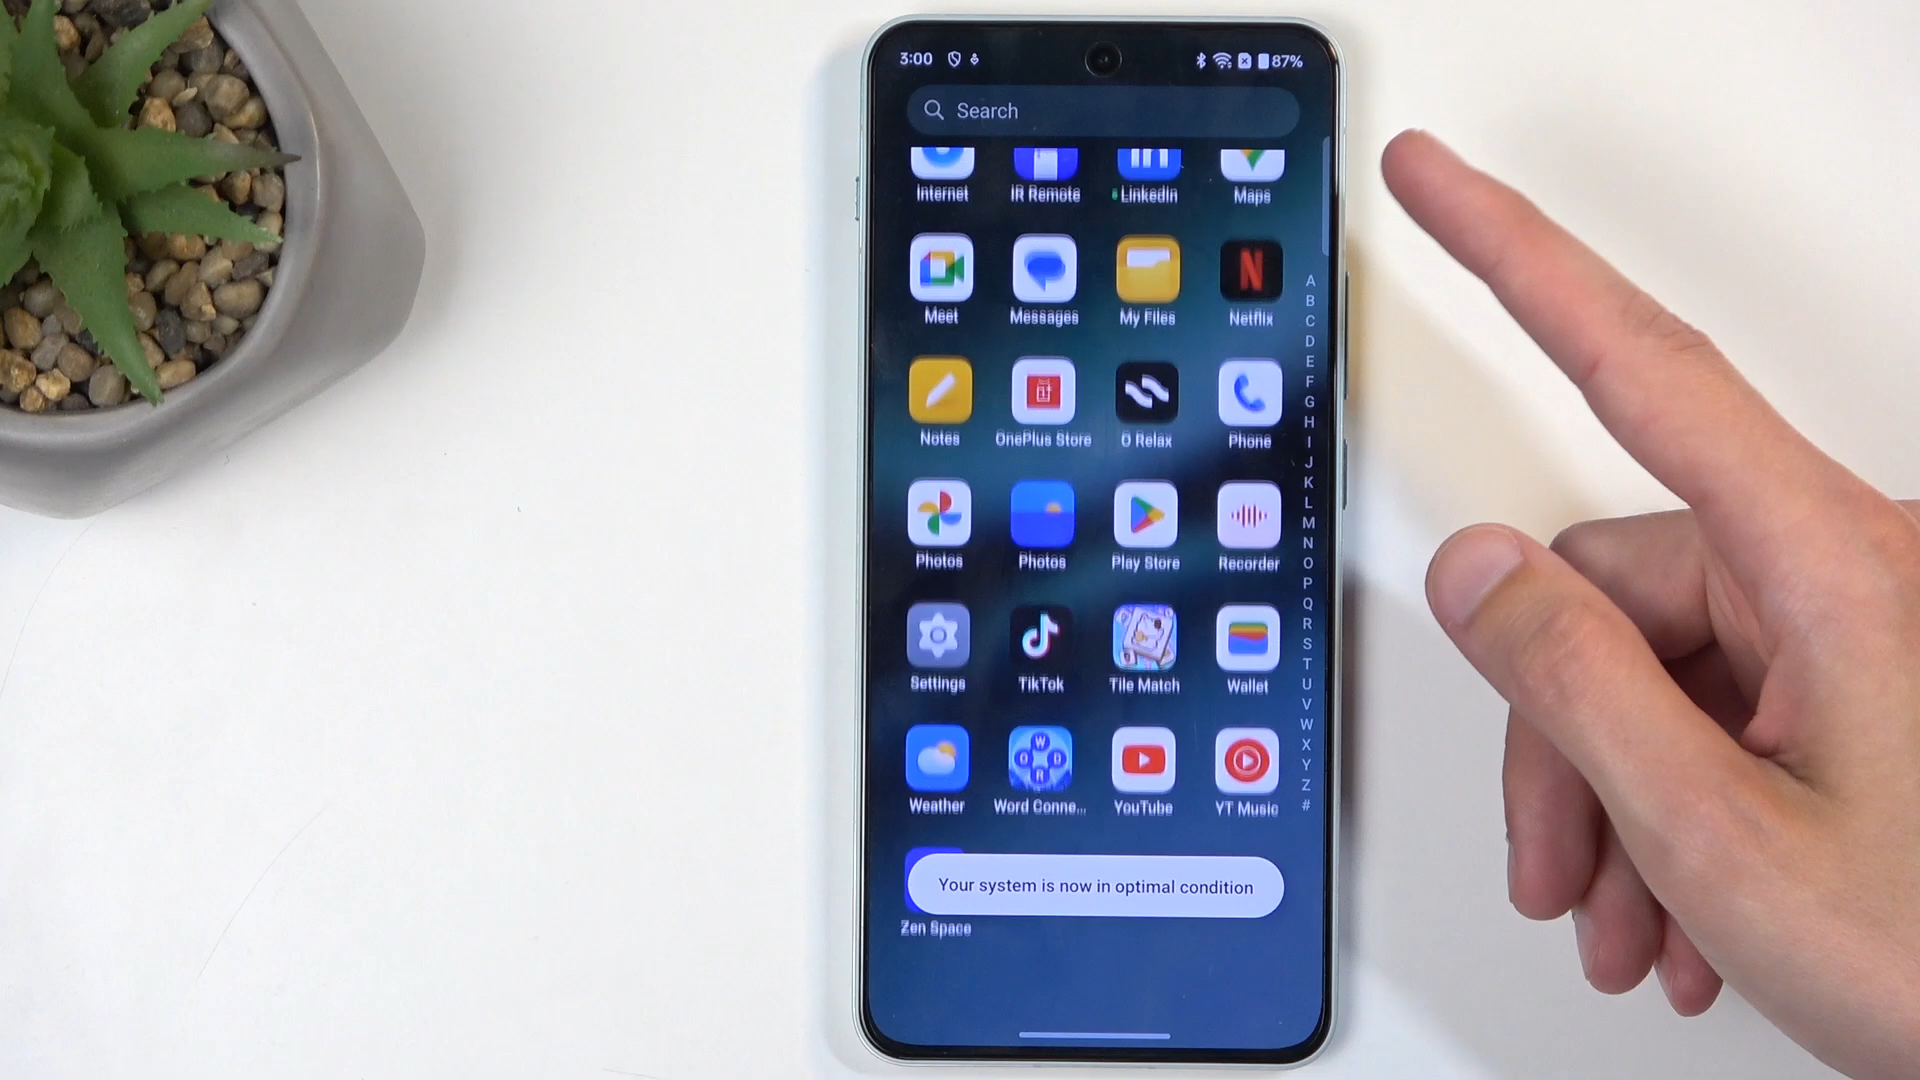 3:00 87%
Search
Internet IR Remote LinkedIn Maps
Meet Messages My Files Netflix
Notes OnePlus Store O Relax Phone
Photos Photos Play Store Recorder
Settings TikTok Tile Match Wallet
Weather Word Conne... YouTube YT Music
Your system is now in optimal condition
Zen Space
A
B
C
D
E
F
G
H
I
J
K
L
M
N
O
P
Q
R
S
T
U
V
W
X
Y
Z
#